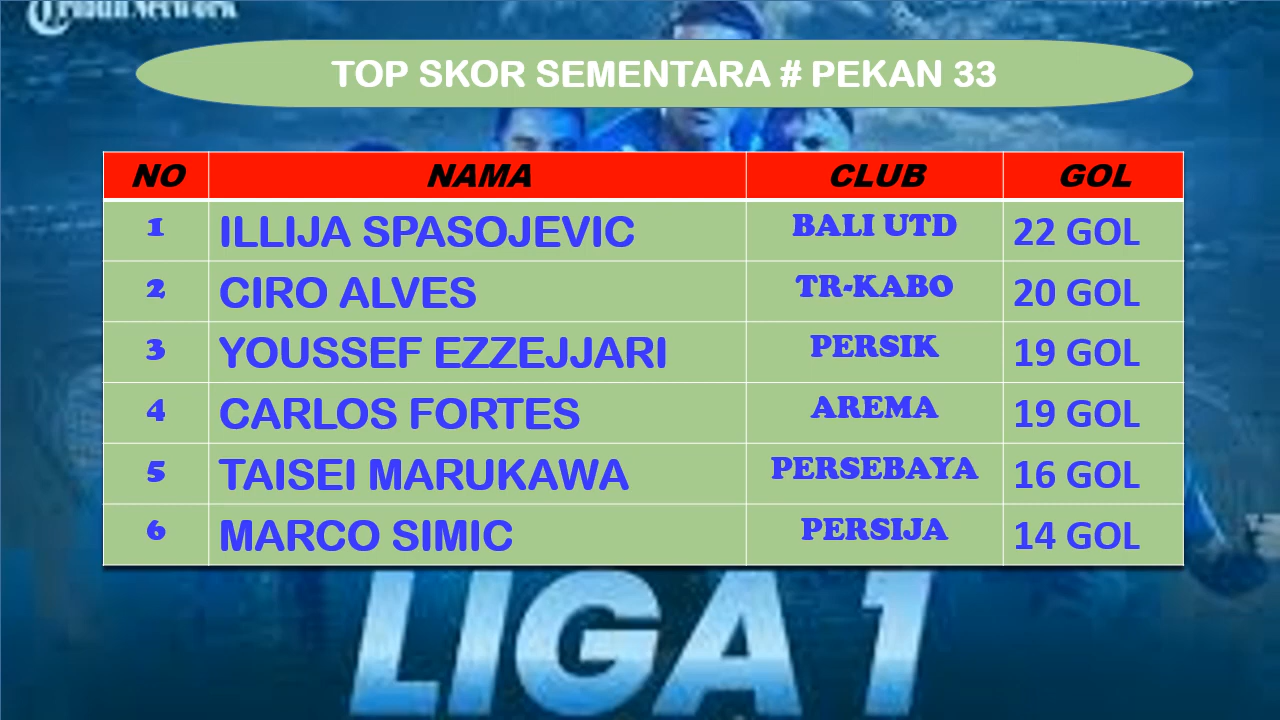 Tribun Network
TOP SKOR SEMENTARA # PEKAN 33
NO NAMA CLUB GOL
1 ILLIJA SPASOJEVIC BALI UTD 22 GOL
2 CIRO ALVES TR-KABO 20 GOL
3 YOUSSEF EZZEJJARI PERSIK 19 GOL
4 CARLOS FORTES AREMA 19 GOL
5 TAISEI MARUKAWA PERSEBAYA 16 GOL
6 MARCO SIMIC PERSIJA 14 GOL
LIGA 1